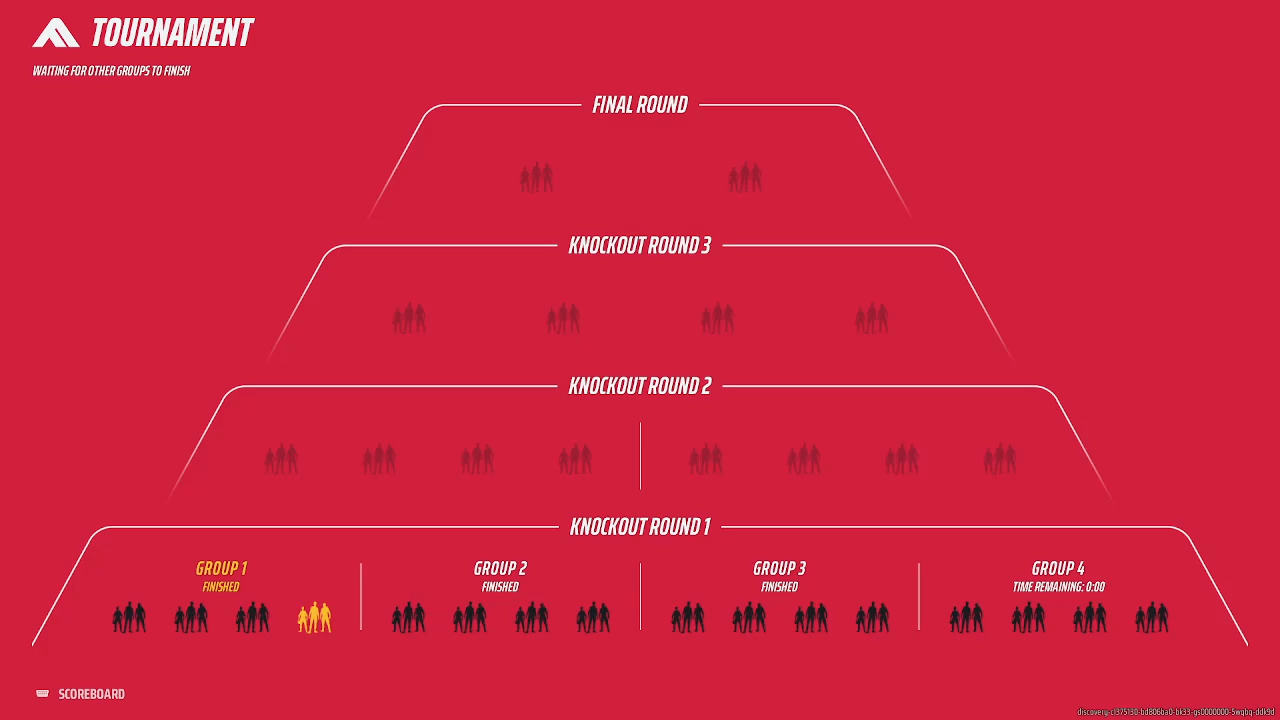 TOURNAMENT
WAITING FOR OTHER GROUPS TO FINISH
FINAL ROUND
KNOCKOUT ROUND 3
KNOCKOUT ROUND 2
KNOCKOUT ROUND 1
GROUP 1
FINISHED
GROUP 2
FINISHED
GROUP 3
FINISHED
GROUP 4
TIME REMAINING: 0:00
SCOREBOARD